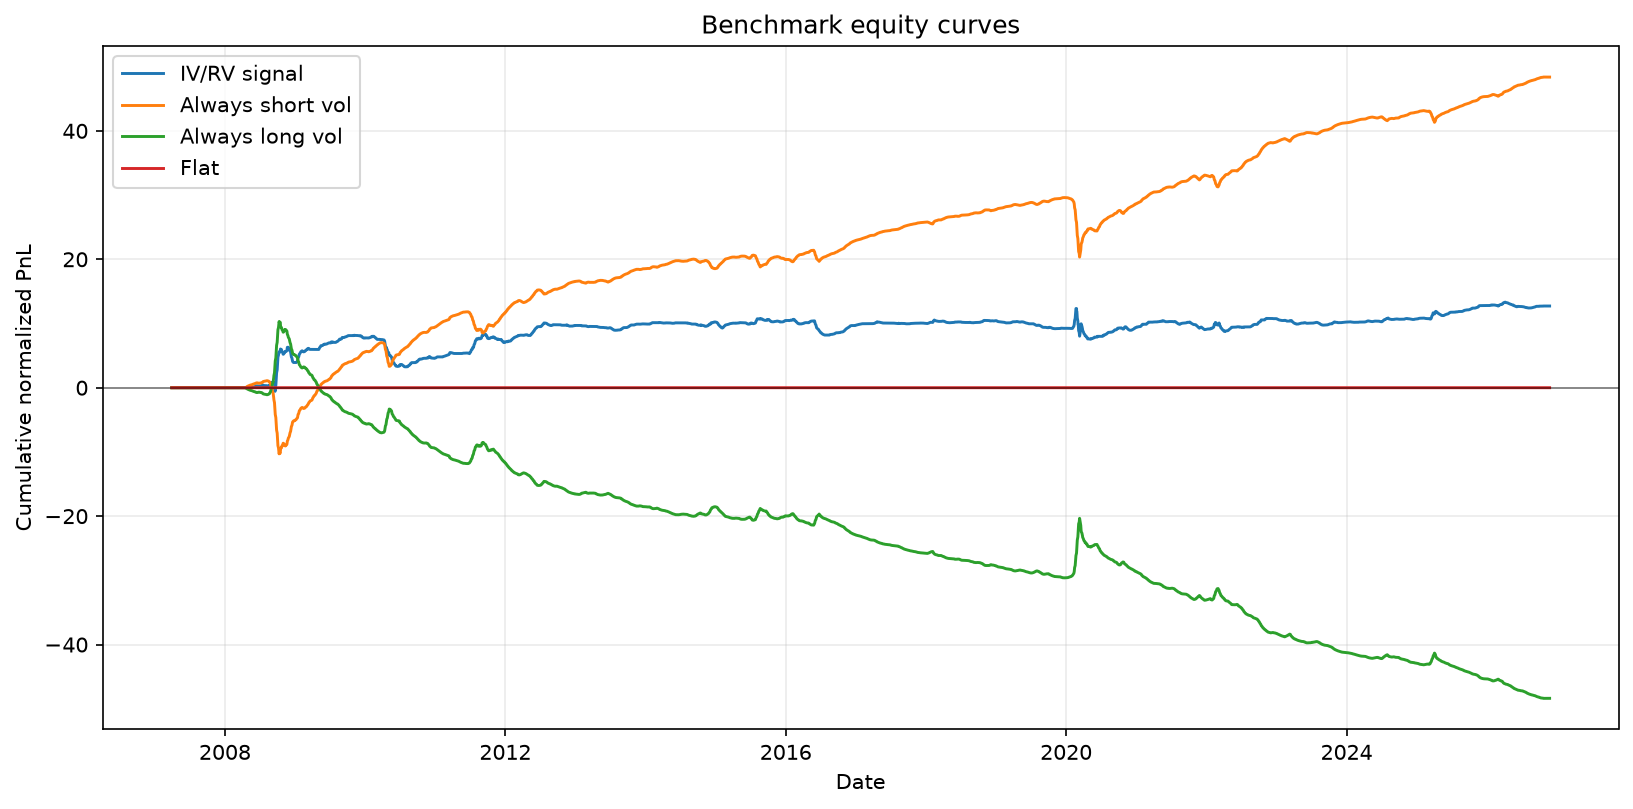 Benchmark equity curves
IV/RV signal
Always short vol
Always long vol
Flat
Cumulative normalized PnL
40
20
0
−20
−40
2008
2012
2016
2020
2024
Date